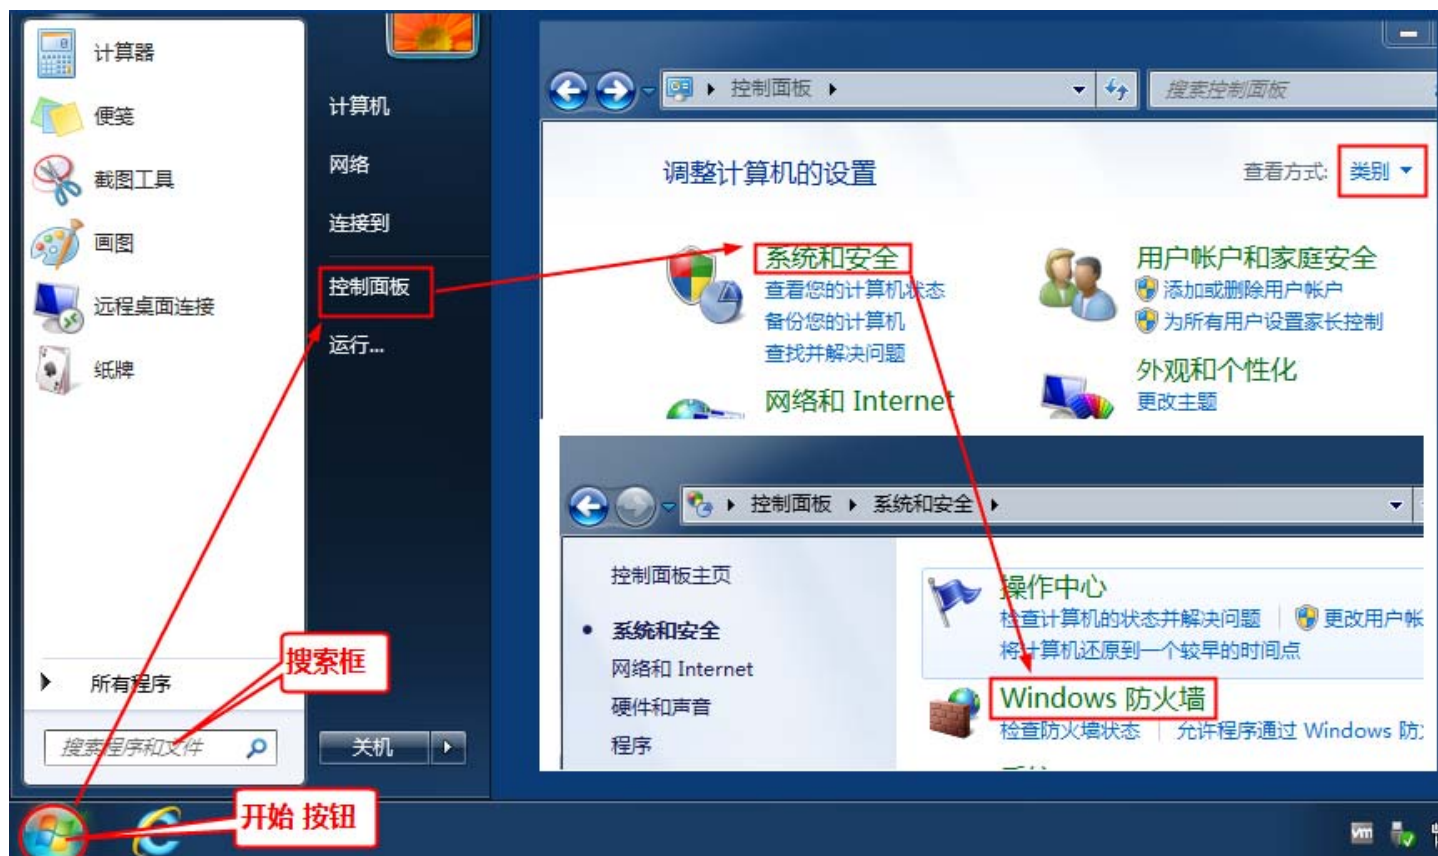 计算器
便笺
截图工具
画图
远程桌面连接
纸牌
所有程序
搜索程序和文件
计算机
网络
连接到
控制面板
运行...
关机
搜索框
开始 按钮
控制面板
搜索控制面板
调整计算机的设置
查看方式: 类别
系统和安全
查看您的计算机状态
备份您的计算机
查找并解决问题
网络和 Internet
用户帐户和家庭安全
添加或删除用户帐户
为所有用户设置家长控制
外观和个性化
更改主题
控制面板 系统和安全
控制面板主页
系统和安全
网络和 Internet
硬件和声音
程序
操作中心
检查计算机的状态并解决问题 更改用户帐
将计算机还原到一个较早的时间点
Windows 防火墙
检查防火墙状态 允许程序通过 Windows 防
vm